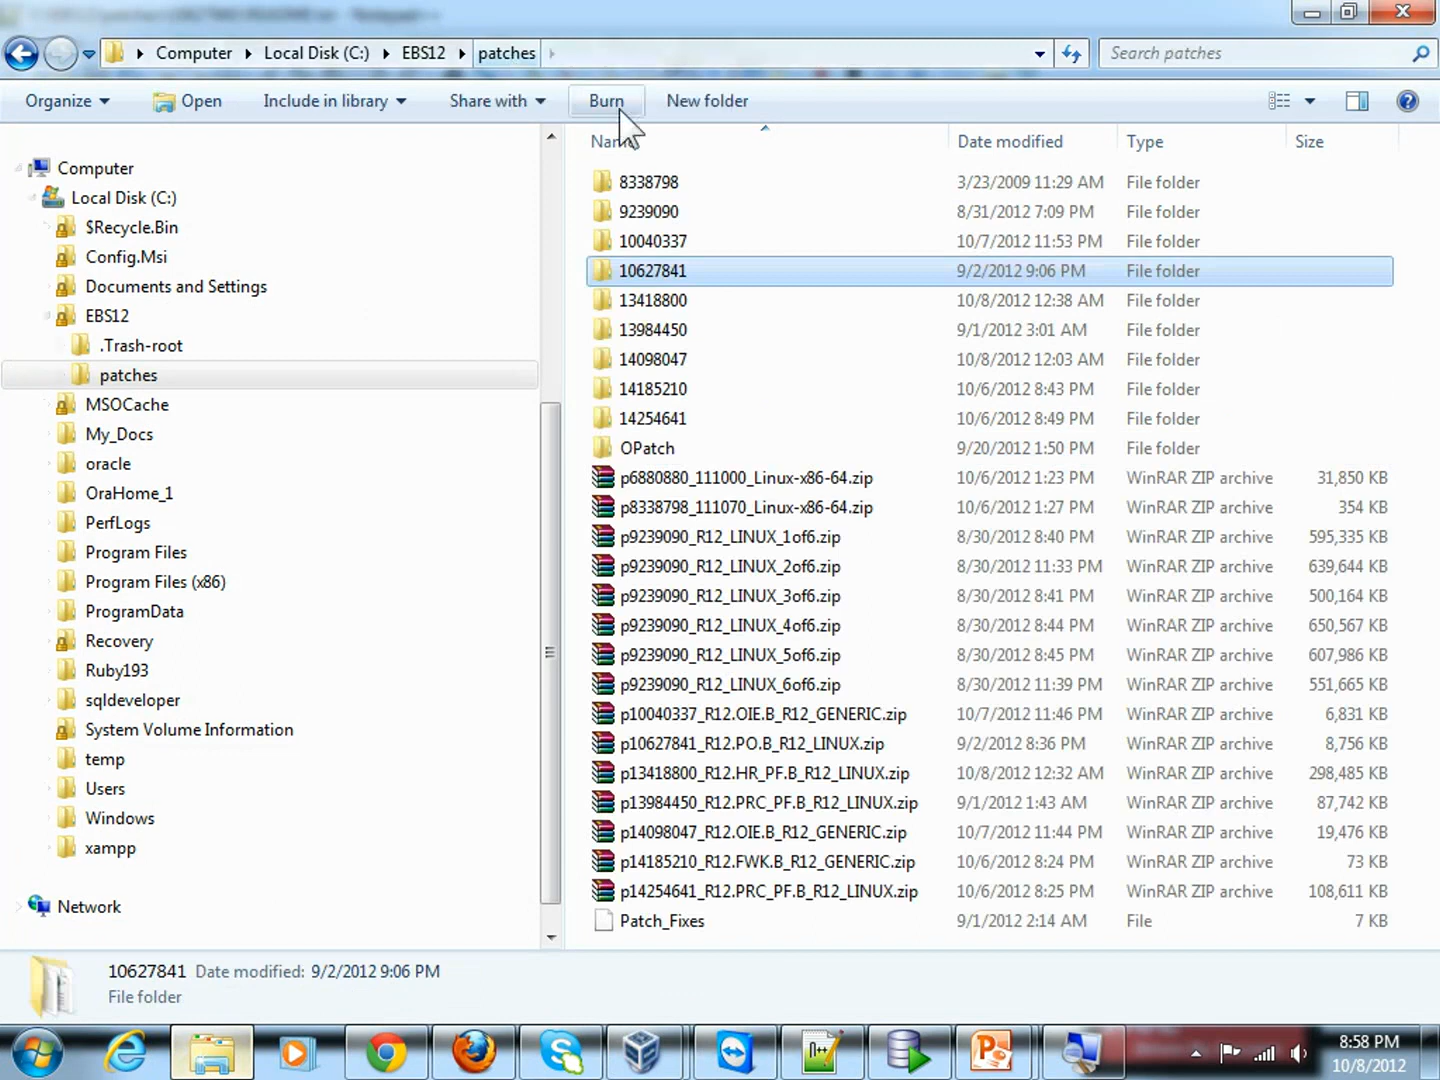 Computer Local Disk (C:) EBS12 patches Search patches
Organize Open Include in library Share with Burn New folder
Name Date modified Type Size
Computer
Local Disk (C:)
$Recycle.Bin
Config.Msi
Documents and Settings
EBS12
.Trash-root
patches
MSOCache
My_Docs
oracle
OraHome_1
PerfLogs
Program Files
Program Files (x86)
ProgramData
Recovery
Ruby193
sqldeveloper
System Volume Information
temp
Users
Windows
xampp
Network
8338798 3/23/2009 11:29 AM File folder
9239090 8/31/2012 7:09 PM File folder
10040337 10/7/2012 11:53 PM File folder
10627841 9/2/2012 9:06 PM File folder
13418800 10/8/2012 12:38 AM File folder
13984450 9/1/2012 3:01 AM File folder
14098047 10/8/2012 12:03 AM File folder
14185210 10/6/2012 8:43 PM File folder
14254641 10/6/2012 8:49 PM File folder
OPatch 9/20/2012 1:50 PM File folder
p6880880_111000_Linux-x86-64.zip 10/6/2012 1:23 PM WinRAR ZIP archive 31,850 KB
p8338798_111070_Linux-x86-64.zip 10/6/2012 1:27 PM WinRAR ZIP archive 354 KB
p9239090_R12_LINUX_1of6.zip 8/30/2012 8:40 PM WinRAR ZIP archive 595,335 KB
p9239090_R12_LINUX_2of6.zip 8/30/2012 11:33 PM WinRAR ZIP archive 639,644 KB
p9239090_R12_LINUX_3of6.zip 8/30/2012 8:41 PM WinRAR ZIP archive 500,164 KB
p9239090_R12_LINUX_4of6.zip 8/30/2012 8:44 PM WinRAR ZIP archive 650,567 KB
p9239090_R12_LINUX_5of6.zip 8/30/2012 8:45 PM WinRAR ZIP archive 607,986 KB
p9239090_R12_LINUX_6of6.zip 8/30/2012 11:39 PM WinRAR ZIP archive 551,665 KB
p10040337_R12.OIE.B_R12_GENERIC.zip 10/7/2012 11:46 PM WinRAR ZIP archive 6,831 KB
p10627841_R12.PO.B_R12_LINUX.zip 9/2/2012 8:36 PM WinRAR ZIP archive 8,756 KB
p13418800_R12.HR_PF.B_R12_LINUX.zip 10/8/2012 12:32 AM WinRAR ZIP archive 298,485 KB
p13984450_R12.PRC_PF.B_R12_LINUX.zip 9/1/2012 1:43 AM WinRAR ZIP archive 87,742 KB
p14098047_R12.OIE.B_R12_GENERIC.zip 10/7/2012 11:44 PM WinRAR ZIP archive 19,476 KB
p14185210_R12.FWK.B_R12_GENERIC.zip 10/6/2012 8:24 PM WinRAR ZIP archive 73 KB
p14254641_R12.PRC_PF.B_R12_LINUX.zip 10/6/2012 8:25 PM WinRAR ZIP archive 108,611 KB
Patch_Fixes 9/1/2012 2:14 AM File 7 KB
10627841 Date modified: 9/2/2012 9:06 PM
File folder
8:58 PM
10/8/2012